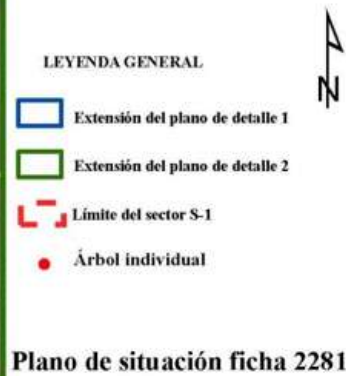 N
LEYENDA GENERAL
Extensión del plano de detalle 1
Extensión del plano de detalle 2
Límite del sector S-1
Árbol individual
Plano de situación ficha 2281